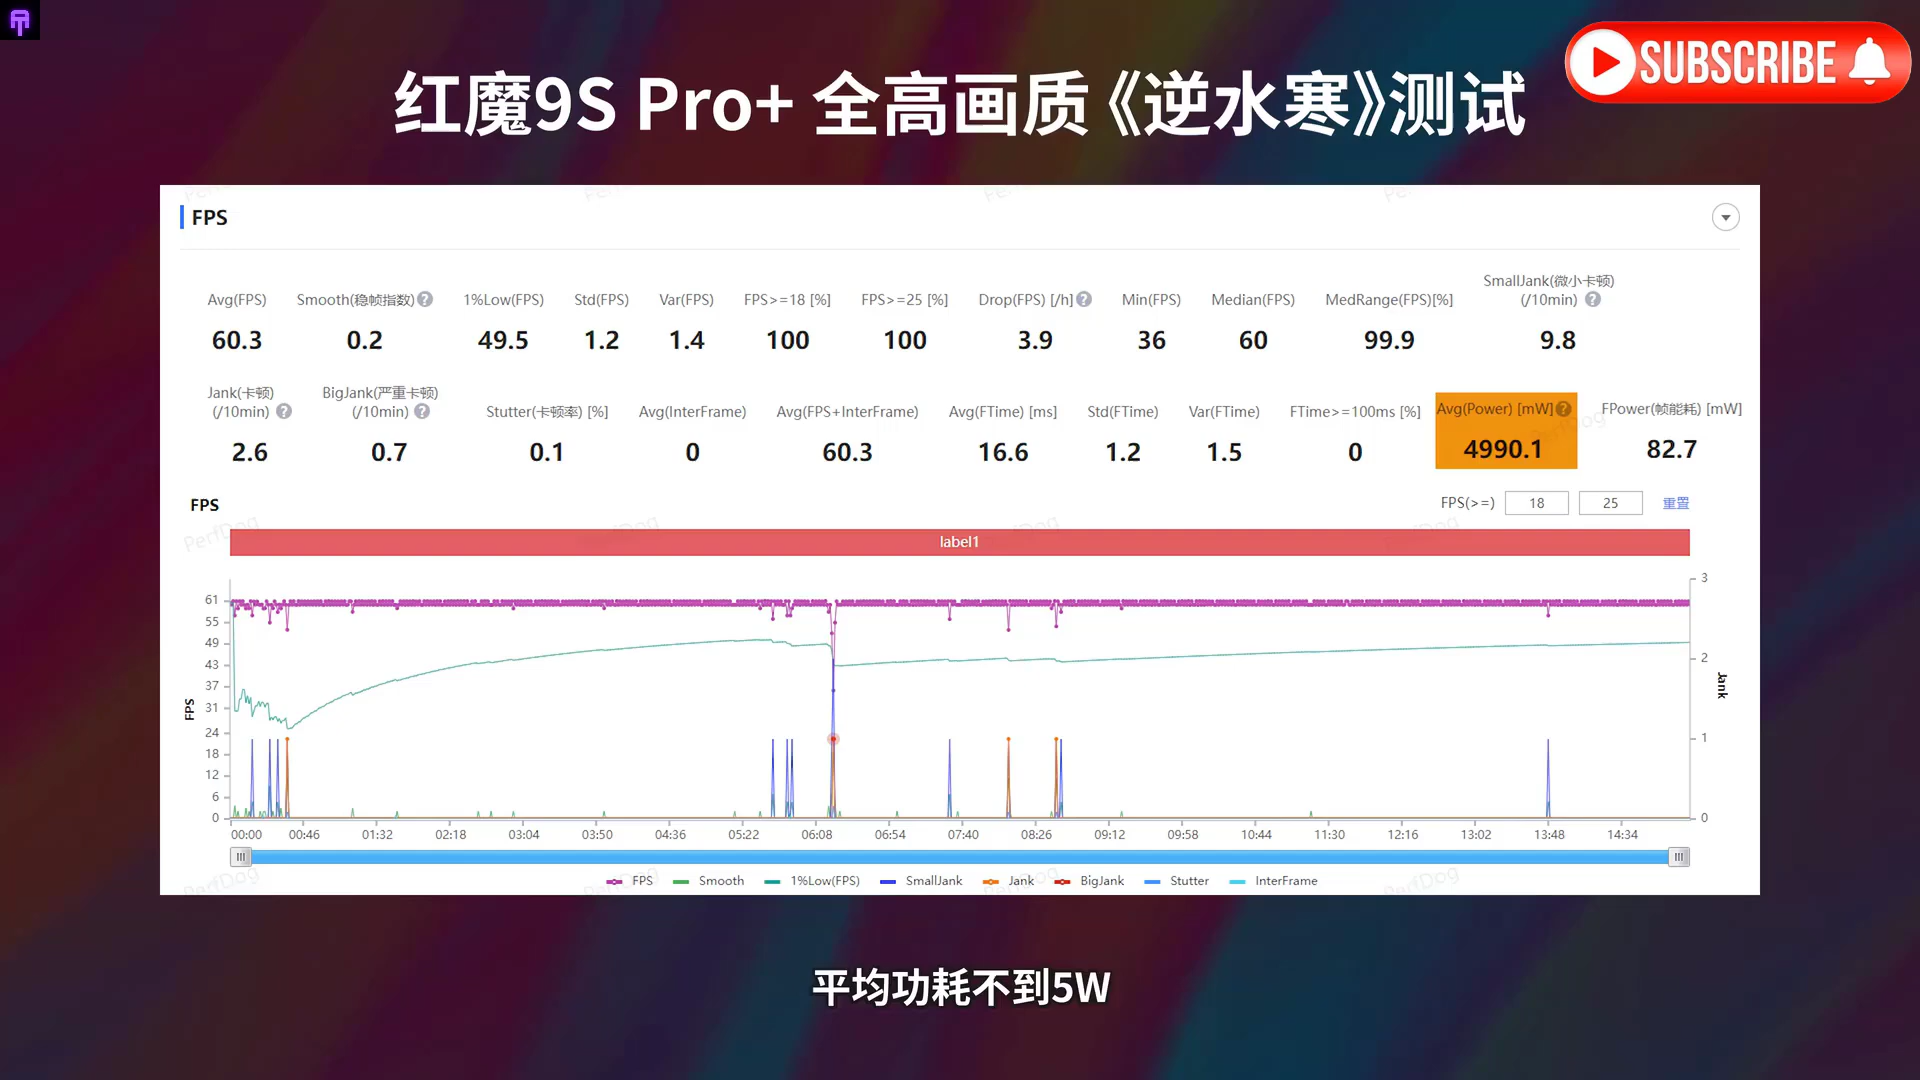 SUBSCRIBE
红魔9S Pro+ 全高画质《逆水寒》测试
FPS
Avg(FPS) Smooth(稳帧指数) 1%Low(FPS) Std(FPS) Var(FPS) FPS>=18 [%] FPS>=25 [%] Drop(FPS) [/h] Min(FPS) Median(FPS) MedRange(FPS)[%] SmallJank(微小卡顿)
(/10min)
60.3 0.2 49.5 1.2 1.4 100 100 3.9 36 60 99.9 9.8
Jank(卡顿)
(/10min)
BigJank(严重卡顿)
(/10min)
Stutter(卡顿率) [%] Avg(InterFrame) Avg(FPS+InterFrame) Avg(FTime) [ms] Std(FTime) Var(FTime) FTime>=100ms [%] Avg(Power) [mW] FPower(帧能耗) [mW]
2.6 0.7 0.1 0 60.3 16.6 1.2 1.5 0 4990.1 82.7
FPS
FPS(>=) 18 25 重置
label1
61
55
49
43
37
31
24
18
12
6
0
FPS
3
2
1
0
Jank
00:00 00:46 01:32 02:18 03:04 03:50 04:36 05:22 06:08 06:54 07:40 08:26 09:12 09:58 10:44 11:30 12:16 13:02 13:48 14:34
FPS Smooth 1%Low(FPS) SmallJank Jank BigJank Stutter InterFrame
PerfDog
平均功耗不到5W